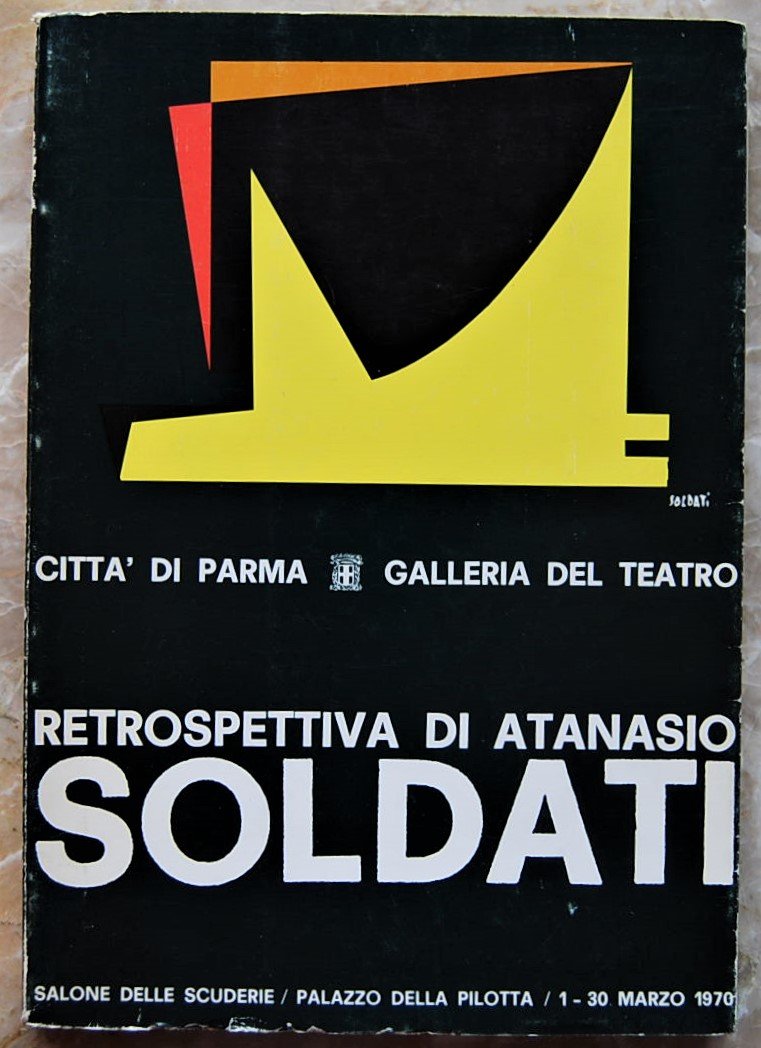 SOLDATi
CITTA' DI PARMA GALLERIA DEL TEATRO
RETROSPETTIVA DI ATANASIO
SOLDATI
SALONE DELLE SCUDERIE / PALAZZO DELLA PILOTTA / 1 - 30 MARZO 1970